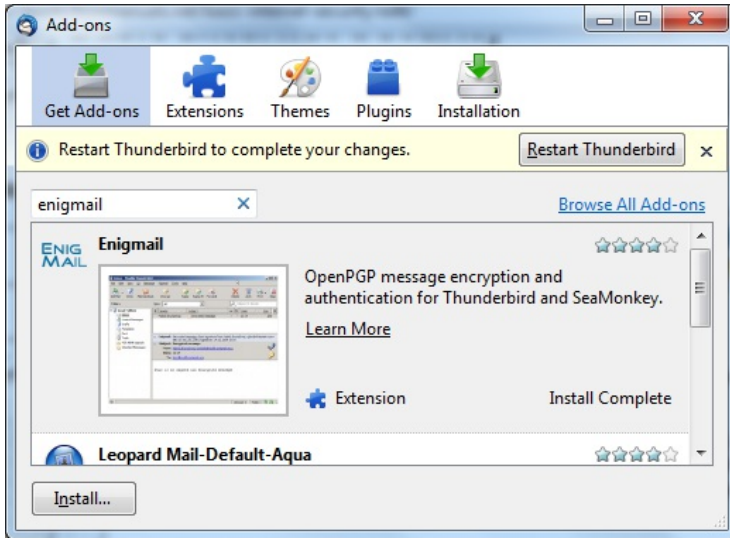 Add-ons
Get Add-ons Extensions Themes Plugins Installation
Restart Thunderbird to complete your changes. Restart Thunderbird
enigmail Browse All Add-ons
ENIG
MAIL
Enigmail
OpenPGP message encryption and
authentication for Thunderbird and SeaMonkey.
Learn More
Extension Install Complete
Leopard Mail-Default-Aqua
Install...